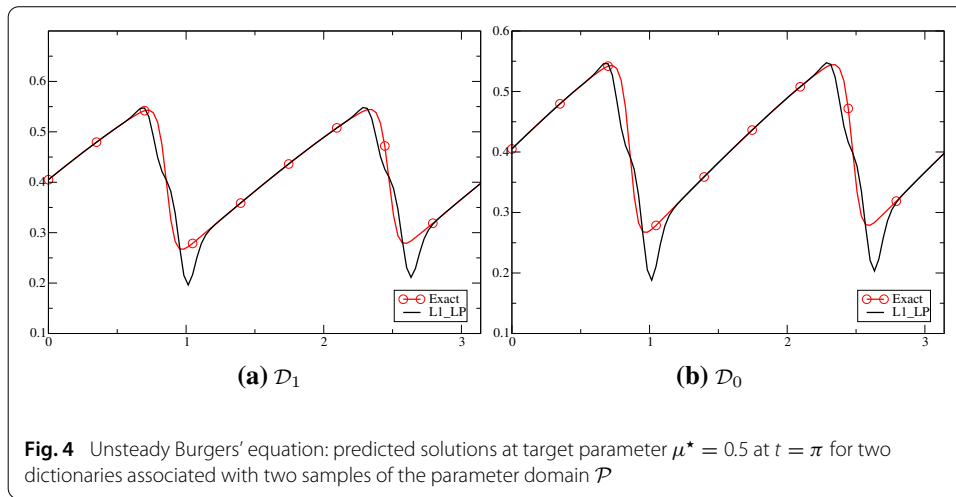 0.6
0.5
0.4
0.3
0.2
0.1
0
1
2
3
Exact
L1_LP
(a) 𝒟₁
0.6
0.5
0.4
0.3
0.2
0.1
0
1
2
3
Exact
L1_LP
(b) 𝒟₀
Fig. 4 Unsteady Burgers' equation: predicted solutions at target parameter μ* = 0.5 at t = π for two
dictionaries associated with two samples of the parameter domain 𝒫